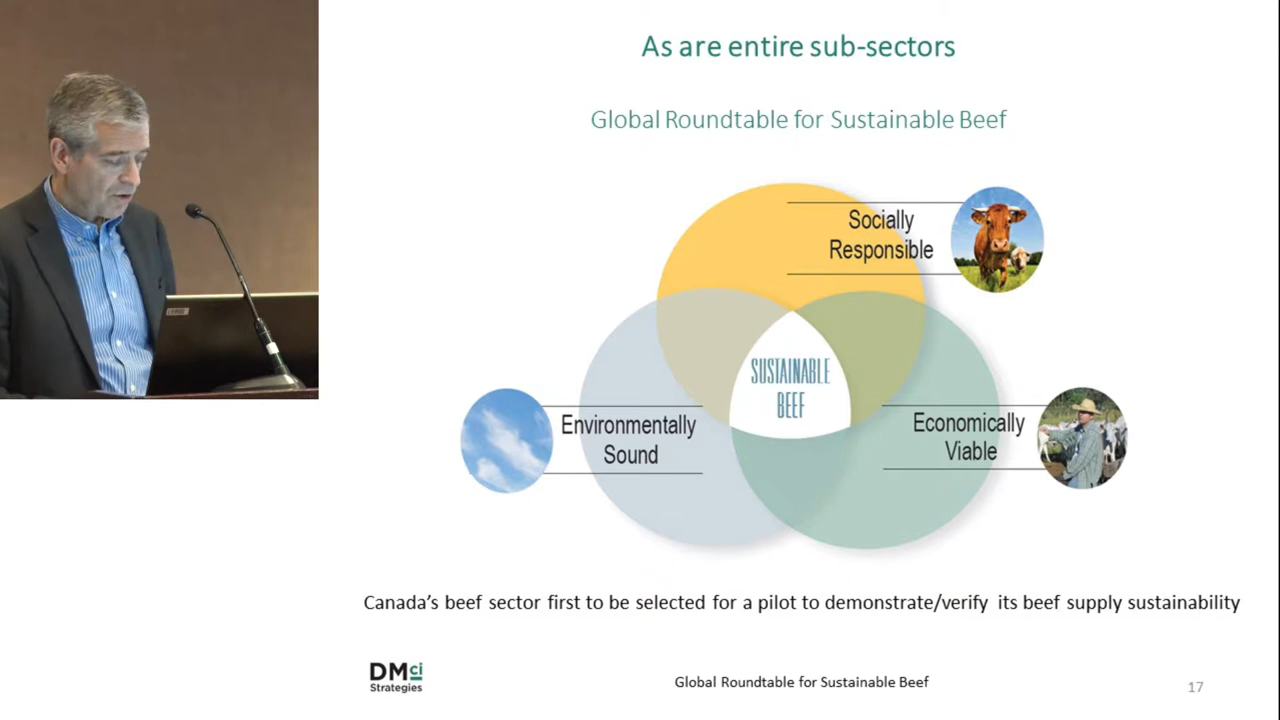 As are entire sub-sectors
Global Roundtable for Sustainable Beef
Socially
Responsible
SUSTAINABLE
BEEF
Environmentally
Sound
Economically
Viable
Canada's beef sector first to be selected for a pilot to demonstrate/verify its beef supply sustainability
DMci
Strategies
Global Roundtable for Sustainable Beef
17